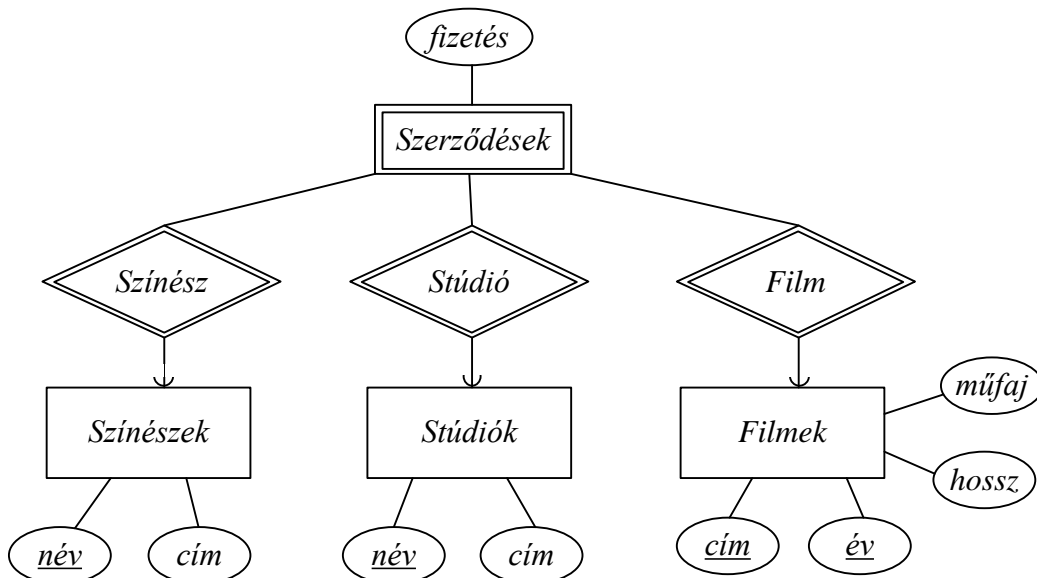 fizetés
Szerződések
Színész
Stúdió
Film
műfaj
Színészek
Stúdiók
Filmek
hossz
név
cím
név
cím
cím
év